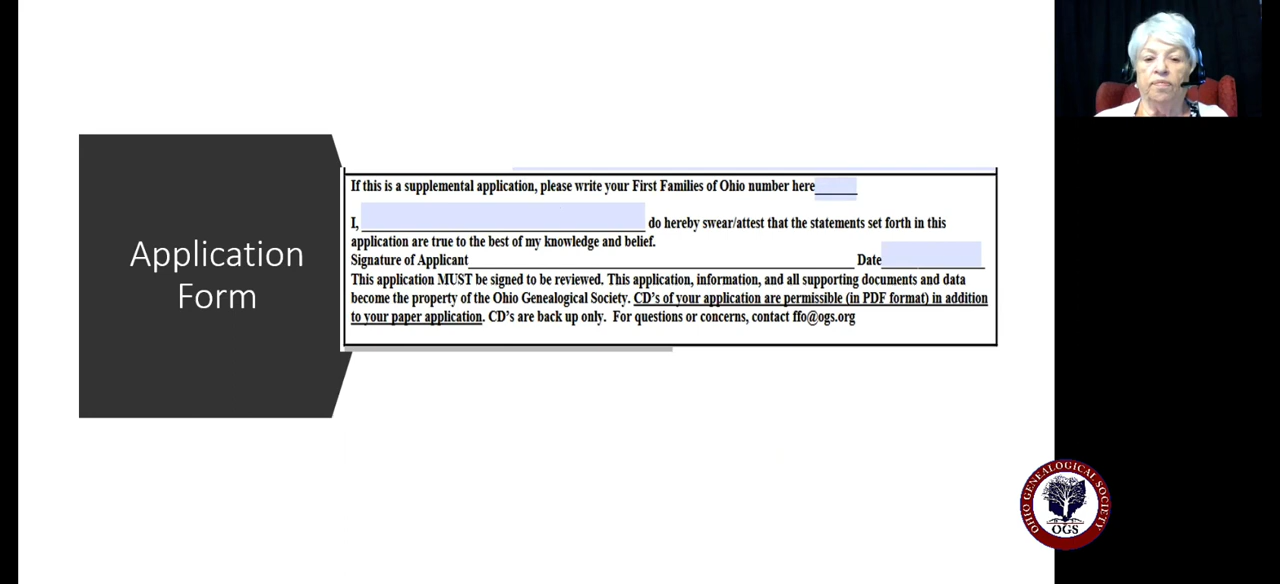 Application
Form
If this is a supplemental application, please write your First Families of Ohio number here
I, do hereby swear/attest that the statements set forth in this
application are true to the best of my knowledge and belief.
Signature of Applicant Date
This application MUST be signed to be reviewed. This application, information, and all supporting documents and data
become the property of the Ohio Genealogical Society. CD's of your application are permissible (in PDF format) in addition
to your paper application. CD's are back up only. For questions or concerns, contact ffo@ogs.org
OHIO GENEALOGICAL SOCIETY
OGS